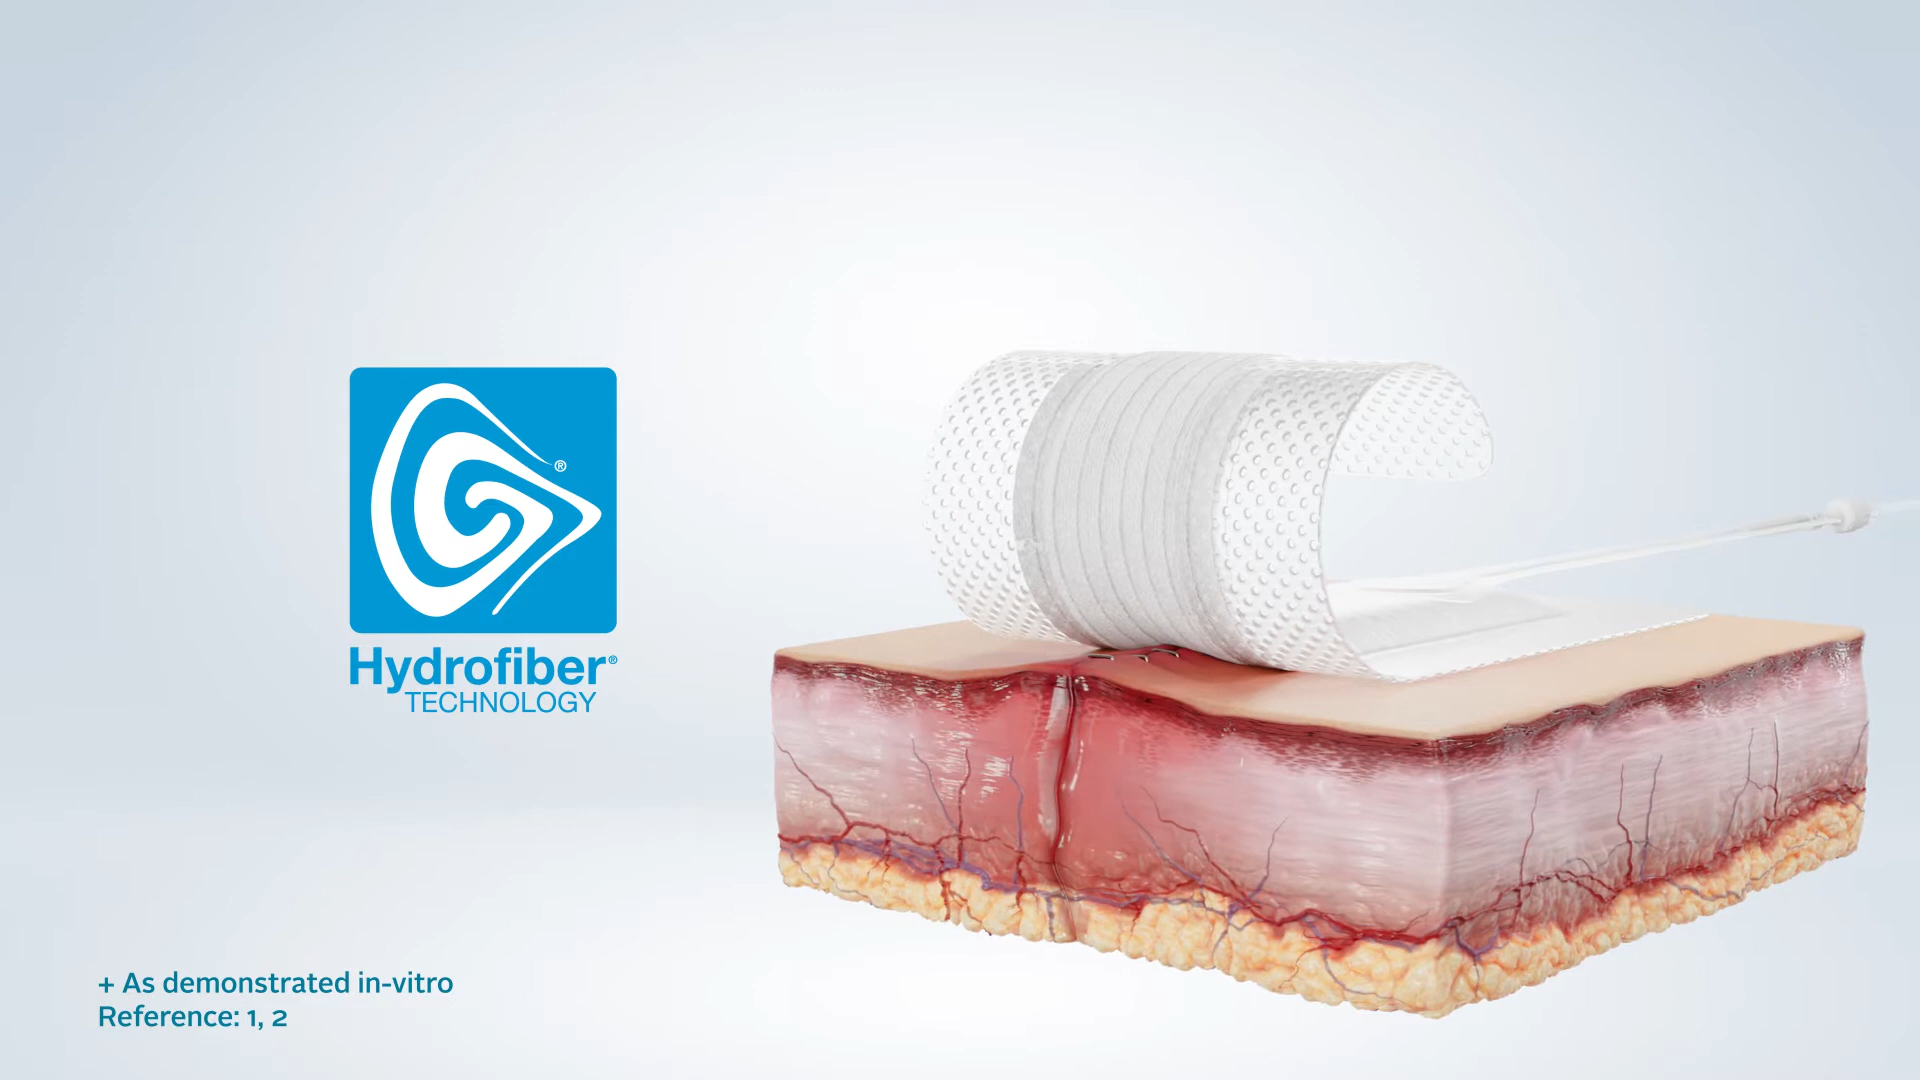 ®
Hydrofiber®
TECHNOLOGY
+ As demonstrated in-vitro
Reference: 1, 2